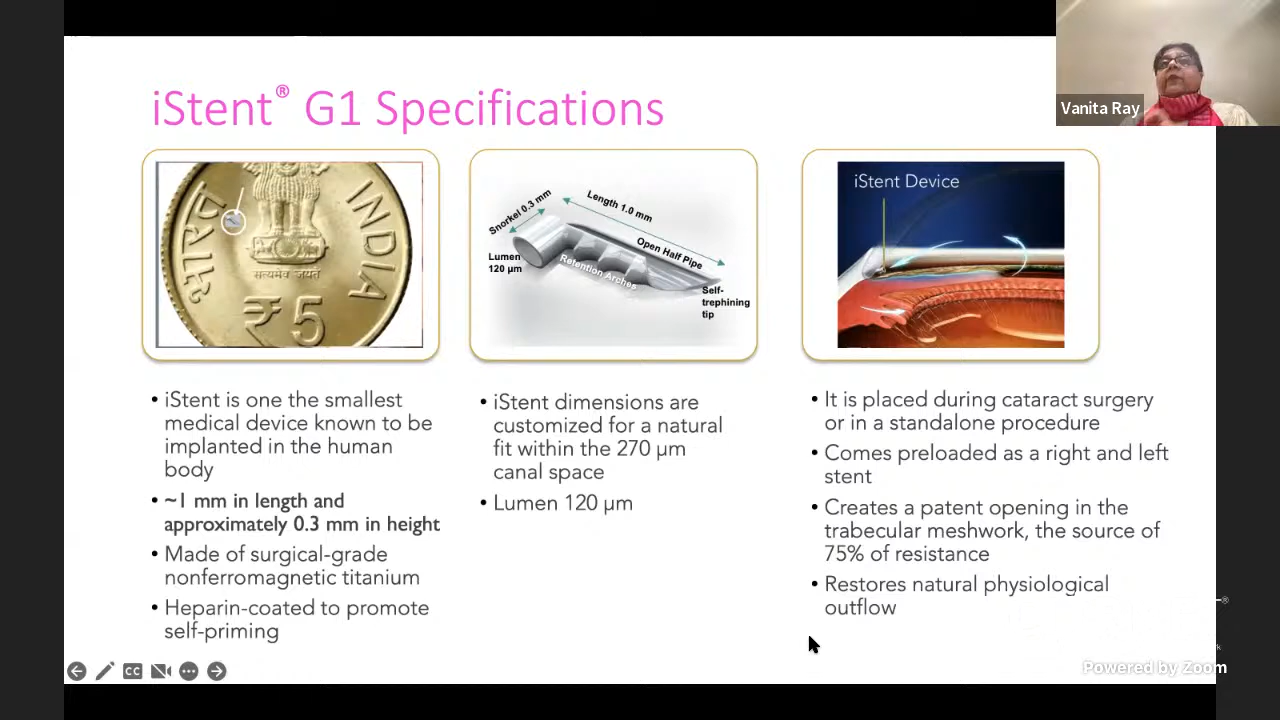 iStent® G1 Specifications
Vanita Ray
भारत
INDIA
सत्यमेव जयते
₹ 5
Snorkel 0.3 mm
Length 1.0 mm
Open Half Pipe
Lumen
120 µm
Retention Arches
Self-
trephining
tip
iStent Device
• iStent is one the smallest
medical device known to be
implanted in the human
body
• ~1 mm in length and
approximately 0.3 mm in height
• Made of surgical-grade
nonferromagnetic titanium
• Heparin-coated to promote
self-priming
• iStent dimensions are
customized for a natural
fit within the 270 µm
canal space
• Lumen 120 µm
• It is placed during cataract surgery
or in a standalone procedure
• Comes preloaded as a right and left
stent
• Creates a patent opening in the
trabecular meshwork, the source of
75% of resistance
• Restores natural physiological
outflow
CC
Powered by Zoom